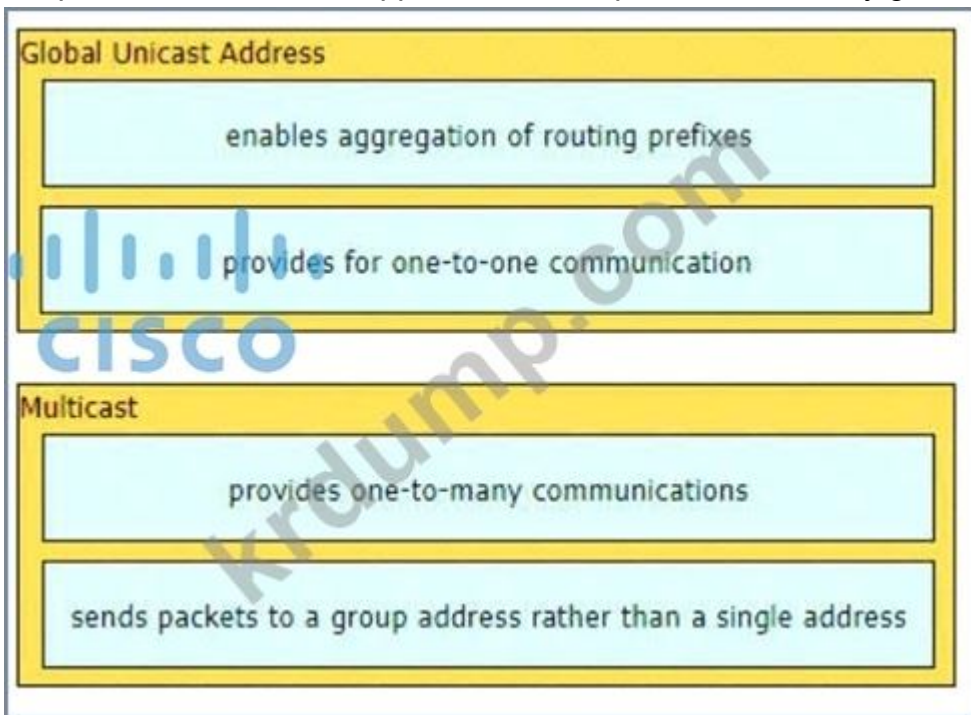 Global Unicast Address
enables aggregation of routing prefixes
provides for one-to-one communication
CISCO
Multicast
provides one-to-many communications
sends packets to a group address rather than a single address
krdump.com